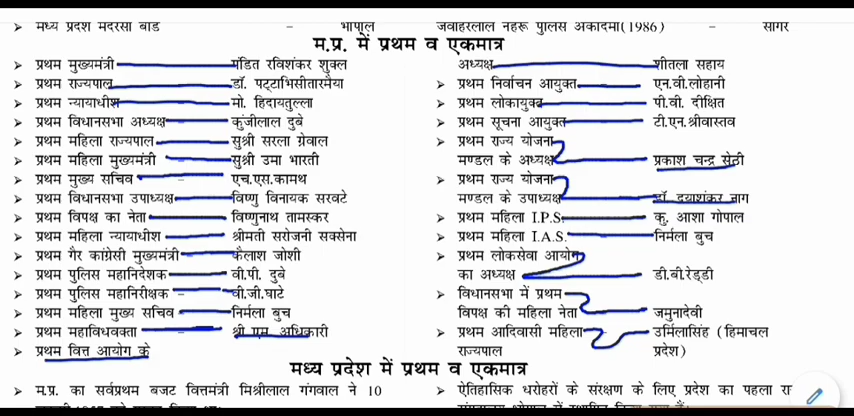 ➢ मध्य प्रदेश मदरसा बोर्ड – भोपाल
म.प्र. में प्रथम व एकमात्र
➢ प्रथम मुख्यमंत्री पंडित रविशंकर शुक्ल
➢ प्रथम राज्यपाल डॉ. पट्टाभिसीतारमैया
➢ प्रथम न्यायाधीश मो. हिदायतुल्ला
➢ प्रथम विधानसभा अध्यक्ष कुंजीलाल दुबे
➢ प्रथम महिला राज्यपाल सुश्री सरला ग्रेवाल
➢ प्रथम महिला मुख्यमंत्री सुश्री उमा भारती
➢ प्रथम मुख्य सचिव एच.एस.कामथ
➢ प्रथम विधानसभा उपाध्यक्ष विष्णु विनायक सरवटे
➢ प्रथम विपक्ष का नेता विष्णुनाथ तामस्कर
➢ प्रथम महिला न्यायाधीश श्रीमती सरोजनी सक्सेना
➢ प्रथम गैर कांग्रेसी मुख्यमंत्री कैलाश जोशी
➢ प्रथम पुलिस महानिदेशक वी.पी. दुबे
➢ प्रथम पुलिस महानिरीक्षक – वी.जी.घाटे
➢ प्रथम महिला मुख्य सचिव – निर्मला बुच
➢ प्रथम महाविधवक्ता श्री एम. अधिकारी
➢ प्रथम वित्त आयोग के
जवाहरलाल नेहरू पुलिस अकादमी(1986) – सागर
अध्यक्ष शीतला सहाय
➢ प्रथम निर्वाचन आयुक्त एन.वी.लोहानी
➢ प्रथम लोकायुक्त पी.वी. दीक्षित
➢ प्रथम सूचना आयुक्त टी.एन.श्रीवास्तव
➢ प्रथम राज्य योजना
मण्डल के अध्यक्ष प्रकाश चन्द्र सेठी
➢ प्रथम राज्य योजना
मण्डल के उपाध्यक्ष डॉ. दयाशंकर नाग
➢ प्रथम महिला I.P.S. कु. आशा गोपाल
➢ प्रथम महिला I.A.S. निर्मला बुच
➢ प्रथम लोकसेवा आयोग
का अध्यक्ष डी.बी.रेड्डी
➢ विधानसभा में प्रथम
विपक्ष की महिला नेता जमुनादेवी
➢ प्रथम आदिवासी महिला उर्मिलासिंह (हिमाचल
राज्यपाल प्रदेश)
मध्य प्रदेश में प्रथम व एकमात्र
➢ म.प्र. का सर्वप्रथम बजट वित्तमंत्री मिश्रीलाल गंगवाल ने 10
➢ ऐतिहासिक धरोहरों के संरक्षण के लिए प्रदेश का पहला